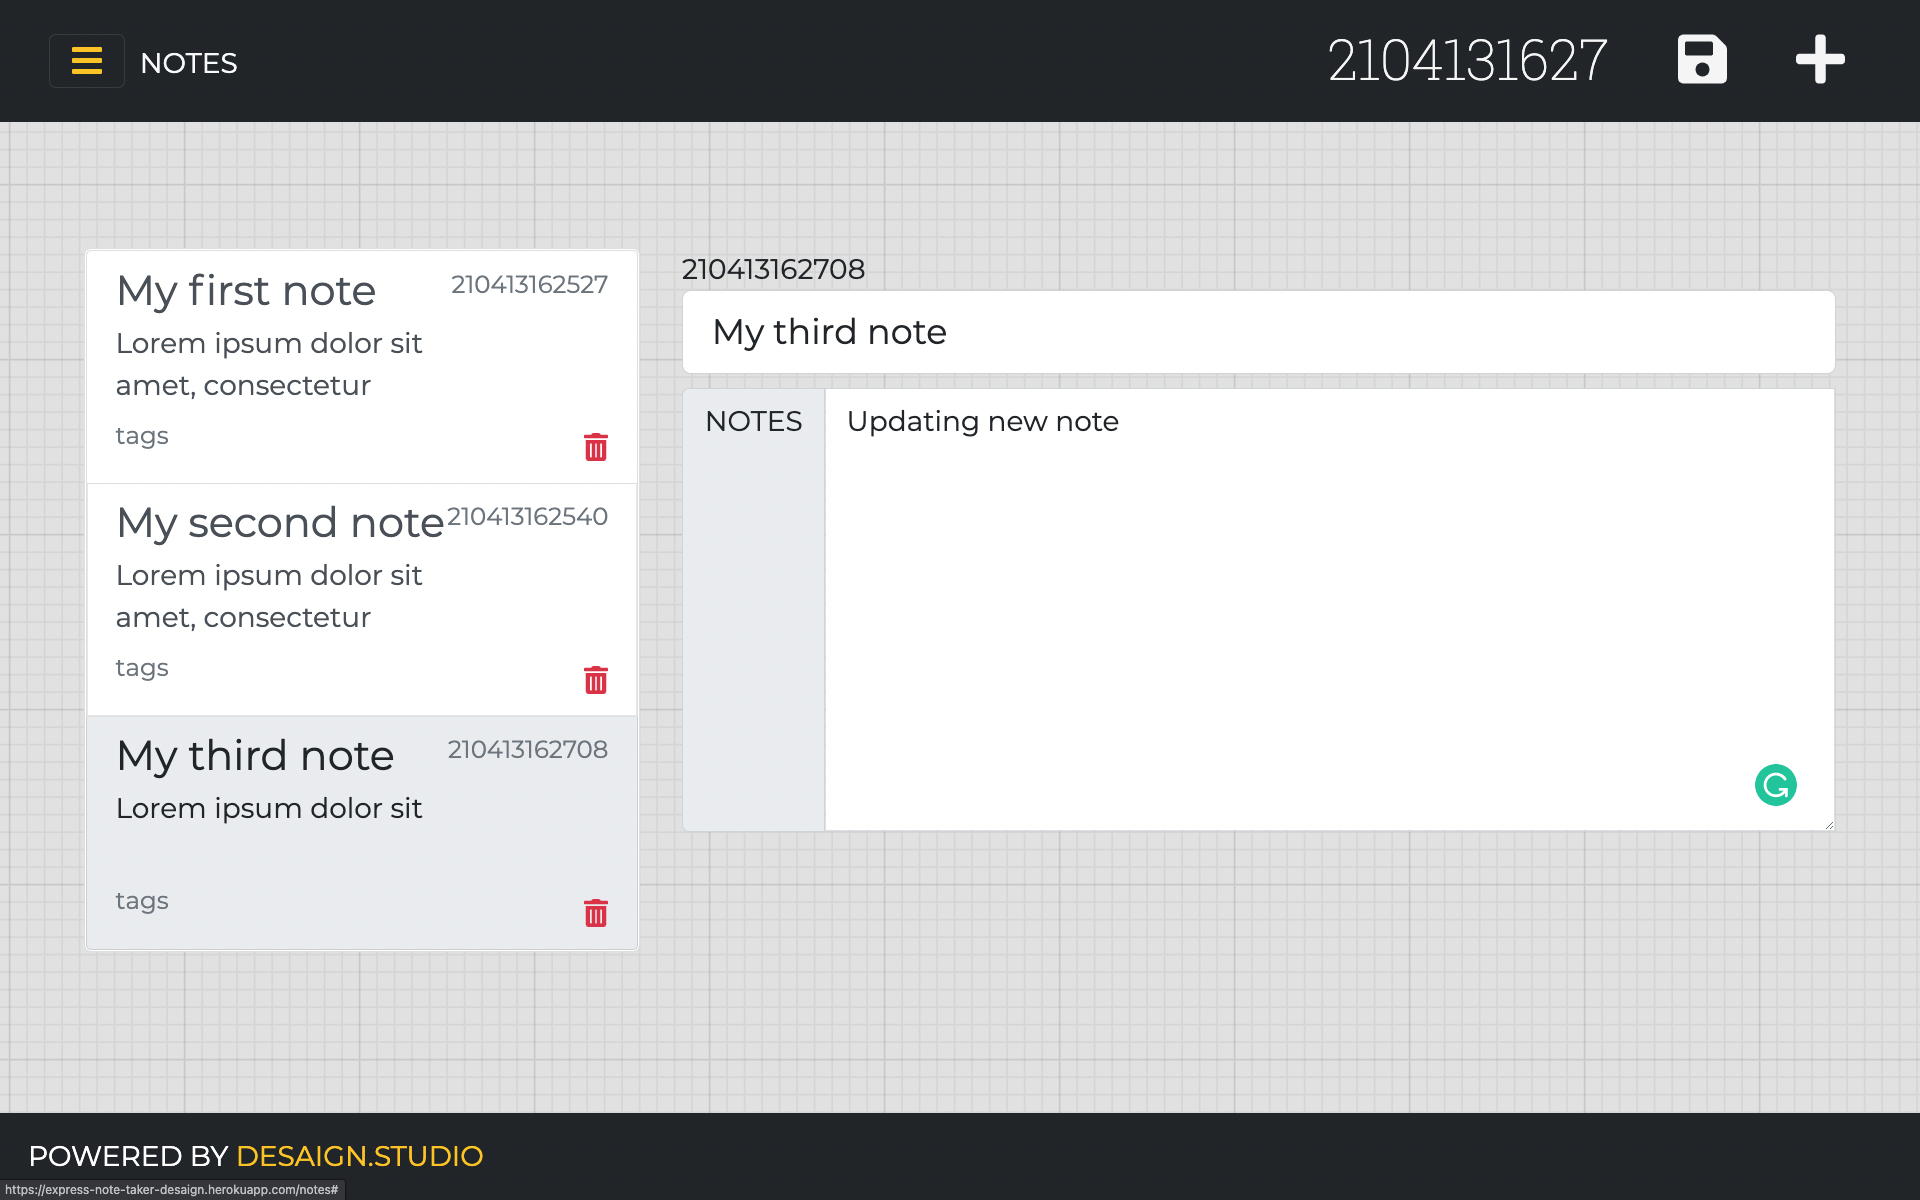 NOTES
2104131627
My first note
210413162527
Lorem ipsum dolor sit
amet, consectetur
tags
My second note
210413162540
Lorem ipsum dolor sit
amet, consectetur
tags
My third note
210413162708
Lorem ipsum dolor sit
tags
210413162708
My third note
NOTES
Updating new note
POWERED BY DESAIGN.STUDIO
https://express-note-taker-desaign.herokuapp.com/notes#